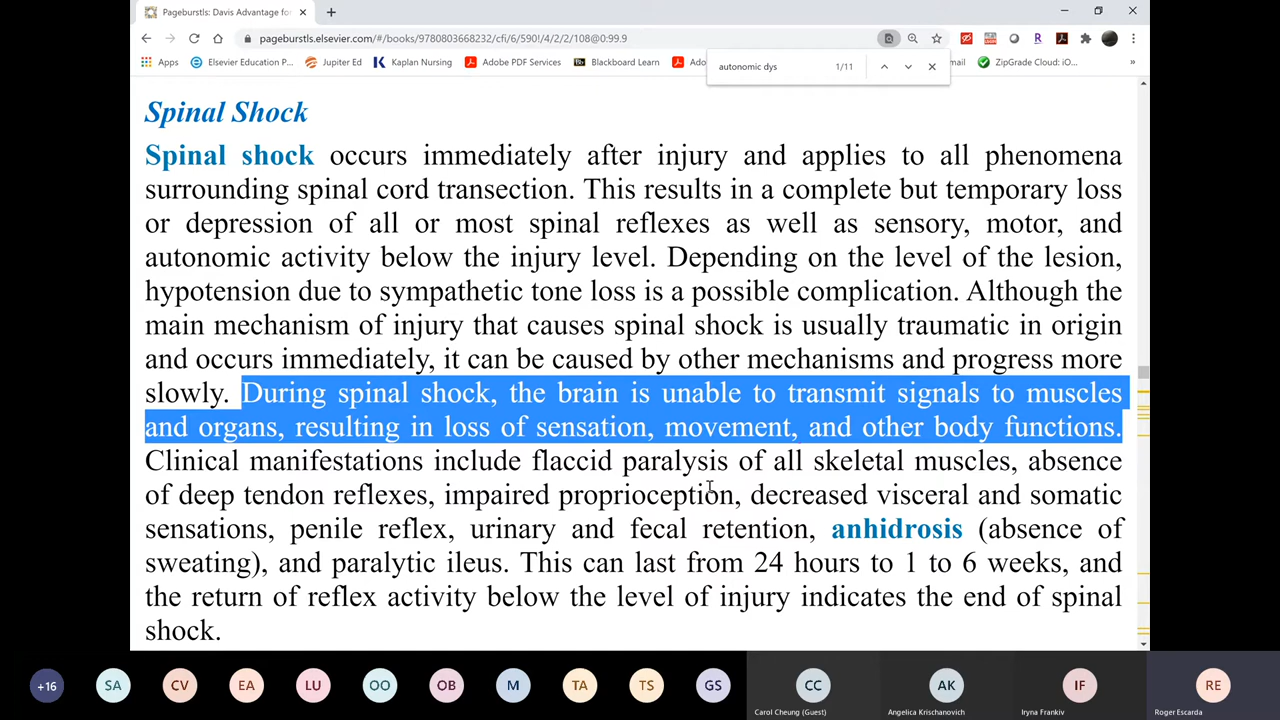 Pageburstls: Davis Advantage for
pageburstls.elsevier.com/#/books/9780803668232/cfi/6/590!/4/2/2/108@0:99.9
Apps
Elsevier Education P...
Jupiter Ed
Kaplan Nursing
Adobe PDF Services
Blackboard Learn
Ado
mail
ZipGrade Cloud: iO...
»
autonomic dys
1/11
Spinal Shock
Spinal shock occurs immediately after injury and applies to all phenomena
surrounding spinal cord transection. This results in a complete but temporary loss
or depression of all or most spinal reflexes as well as sensory, motor, and
autonomic activity below the injury level. Depending on the level of the lesion,
hypotension due to sympathetic tone loss is a possible complication. Although the
main mechanism of injury that causes spinal shock is usually traumatic in origin
and occurs immediately, it can be caused by other mechanisms and progress more
slowly. During spinal shock, the brain is unable to transmit signals to muscles
and organs, resulting in loss of sensation, movement, and other body functions.
Clinical manifestations include flaccid paralysis of all skeletal muscles, absence
of deep tendon reflexes, impaired proprioception, decreased visceral and somatic
sensations, penile reflex, urinary and fecal retention, anhidrosis (absence of
sweating), and paralytic ileus. This can last from 24 hours to 1 to 6 weeks, and
the return of reflex activity below the level of injury indicates the end of spinal
shock.
+16
SA
CV
EA
LU
OO
OB
M
TA
TS
GS
CC
AK
IF
RE
Carol Cheung (Guest)
Angelica Krischanovich
Iryna Frankiv
Roger Escarda